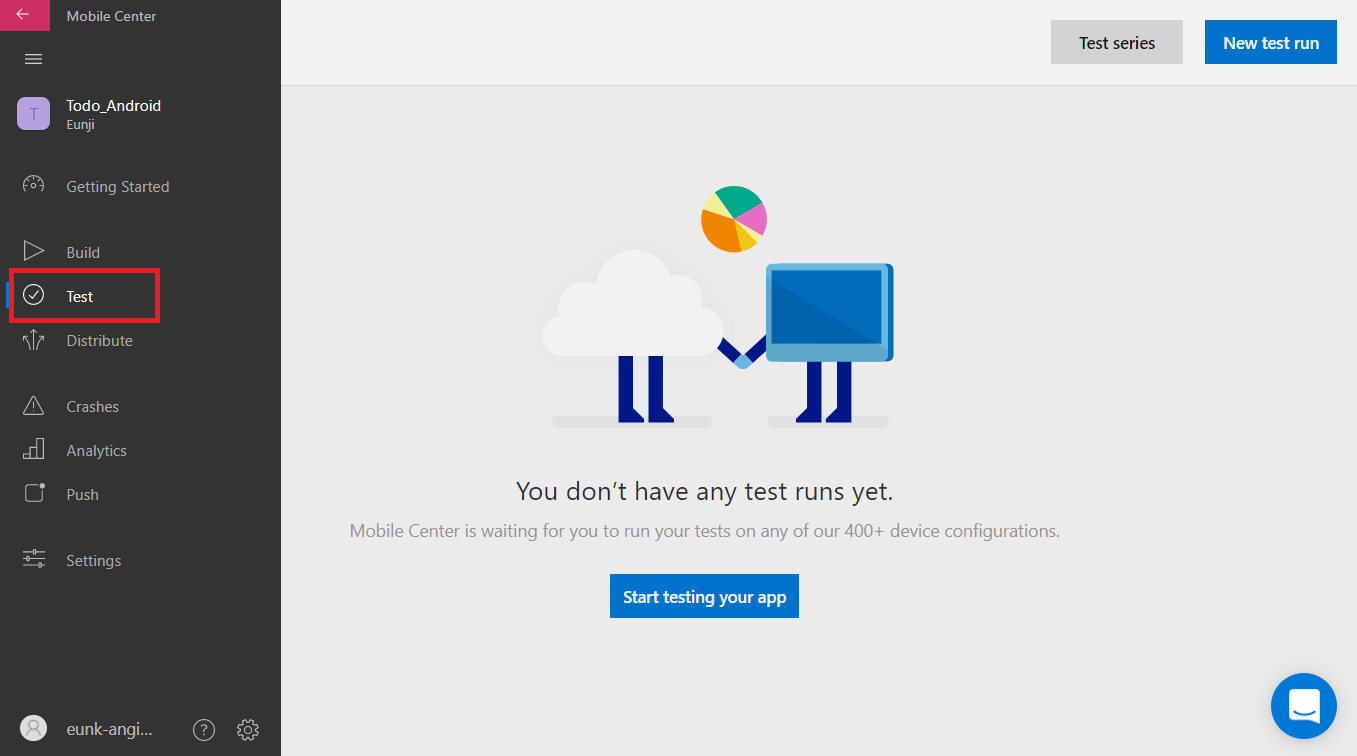 Mobile Center
Todo_Android
Eunji
T
Getting Started
Build
Test
Distribute
Crashes
Analytics
Push
Settings
eunk-angi...
?
Test series
New test run
You don’t have any test runs yet.
Mobile Center is waiting for you to run your tests on any of our 400+ device configurations.
Start testing your app